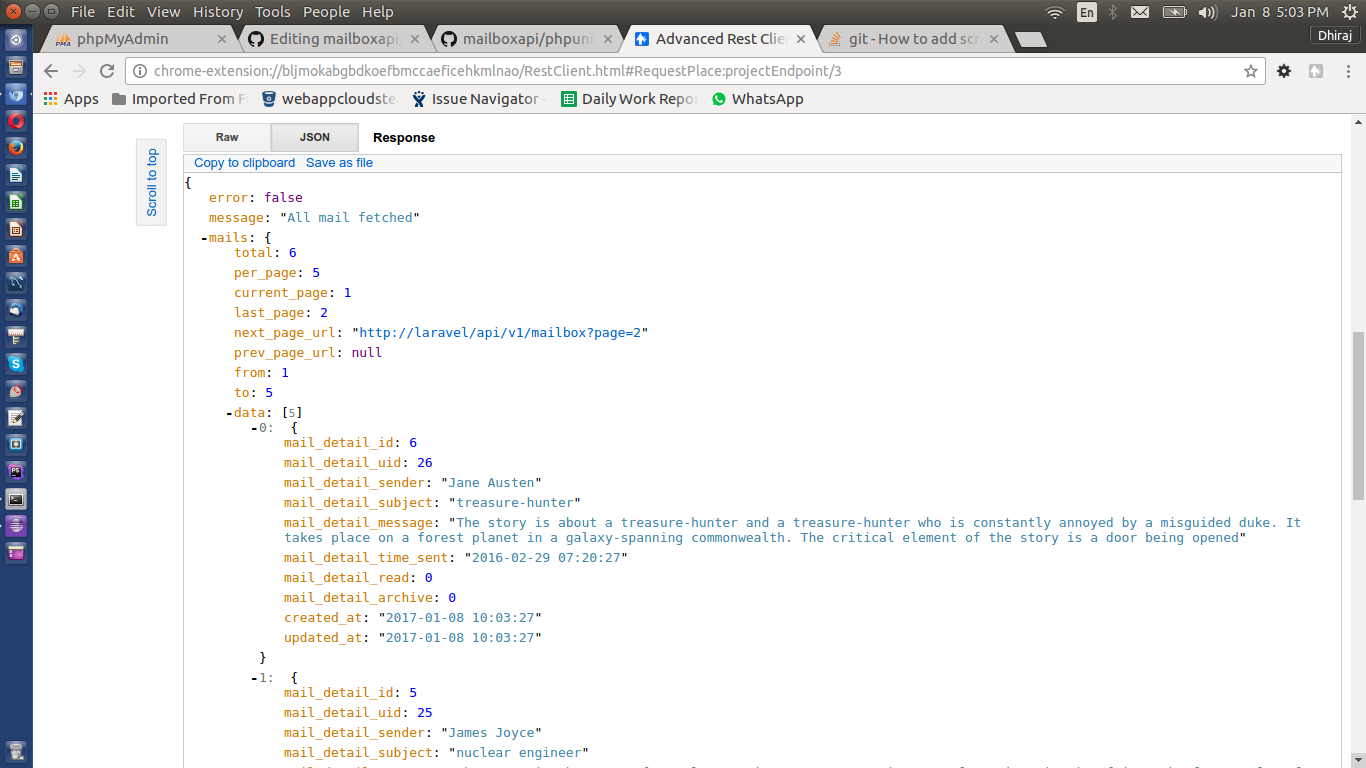 File Edit View History Tools People Help
En
Jan 8 5:03 PM
PMA phpMyAdmin
Editing mailboxapi/
mailboxapi/phpuni
Advanced Rest Clie
git - How to add scr
Dhiraj
chrome-extension://bljmokabgbdkoefbmccaeficehkmlnao/RestClient.html#RequestPlace:projectEndpoint/3
Apps
Imported From F
webappcloudste
Issue Navigator -
Daily Work Repor
WhatsApp
Scroll to top
Raw
JSON
Response
Copy to clipboard Save as file
{
error: false
message: "All mail fetched"
-mails: {
total: 6
per_page: 5
current_page: 1
last_page: 2
next_page_url: "http://laravel/api/v1/mailbox?page=2"
prev_page_url: null
from: 1
to: 5
-data: [5]
-0: {
mail_detail_id: 6
mail_detail_uid: 26
mail_detail_sender: "Jane Austen"
mail_detail_subject: "treasure-hunter"
mail_detail_message: "The story is about a treasure-hunter and a treasure-hunter who is constantly annoyed by a misguided duke. It
takes place on a forest planet in a galaxy-spanning commonwealth. The critical element of the story is a door being opened"
mail_detail_time_sent: "2016-02-29 07:20:27"
mail_detail_read: 0
mail_detail_archive: 0
created_at: "2017-01-08 10:03:27"
updated_at: "2017-01-08 10:03:27"
}
-1: {
mail_detail_id: 5
mail_detail_uid: 25
mail_detail_sender: "James Joyce"
mail_detail_subject: "nuclear engineer"